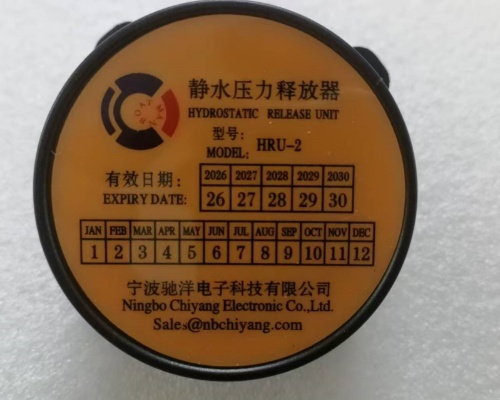 静水压力释放器
HYDROSTATIC RELEASE UNIT
型号:
MODEL: HRU-2
有效日期:
EXPIRY DATE:
2026 2027 2028 2029 2030
26 27 28 29 30
JAN FEB MAR APR MAY JUN JUL AUG SEP OCT NOV DEC
1 2 3 4 5 6 7 8 9 10 11 12
宁波驰洋电子科技有限公司
Ningbo Chiyang Electronic Co.,Ltd.
Sales@nbchiyang.com